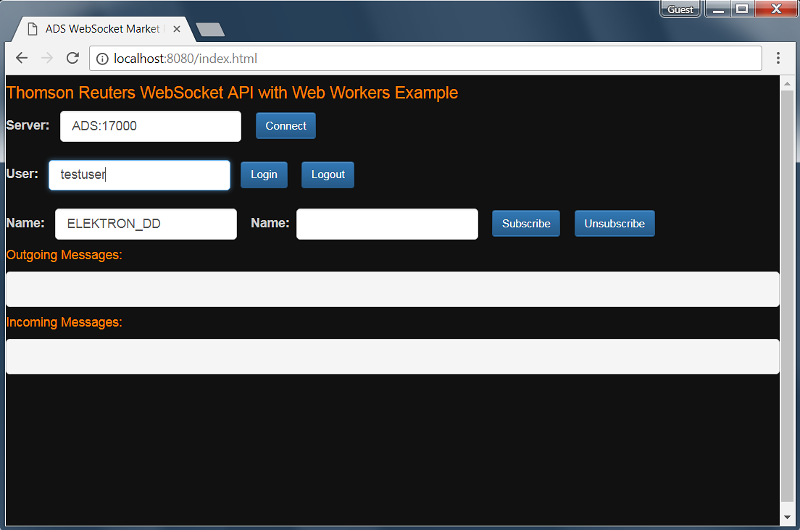 Guest
ADS WebSocket Market
localhost:8080/index.html
Thomson Reuters WebSocket API with Web Workers Example
Server: ADS:17000 Connect
User: testuser Login Logout
Name: ELEKTRON_DD Name: Subscribe Unsubscribe
Outgoing Messages:
Incoming Messages: